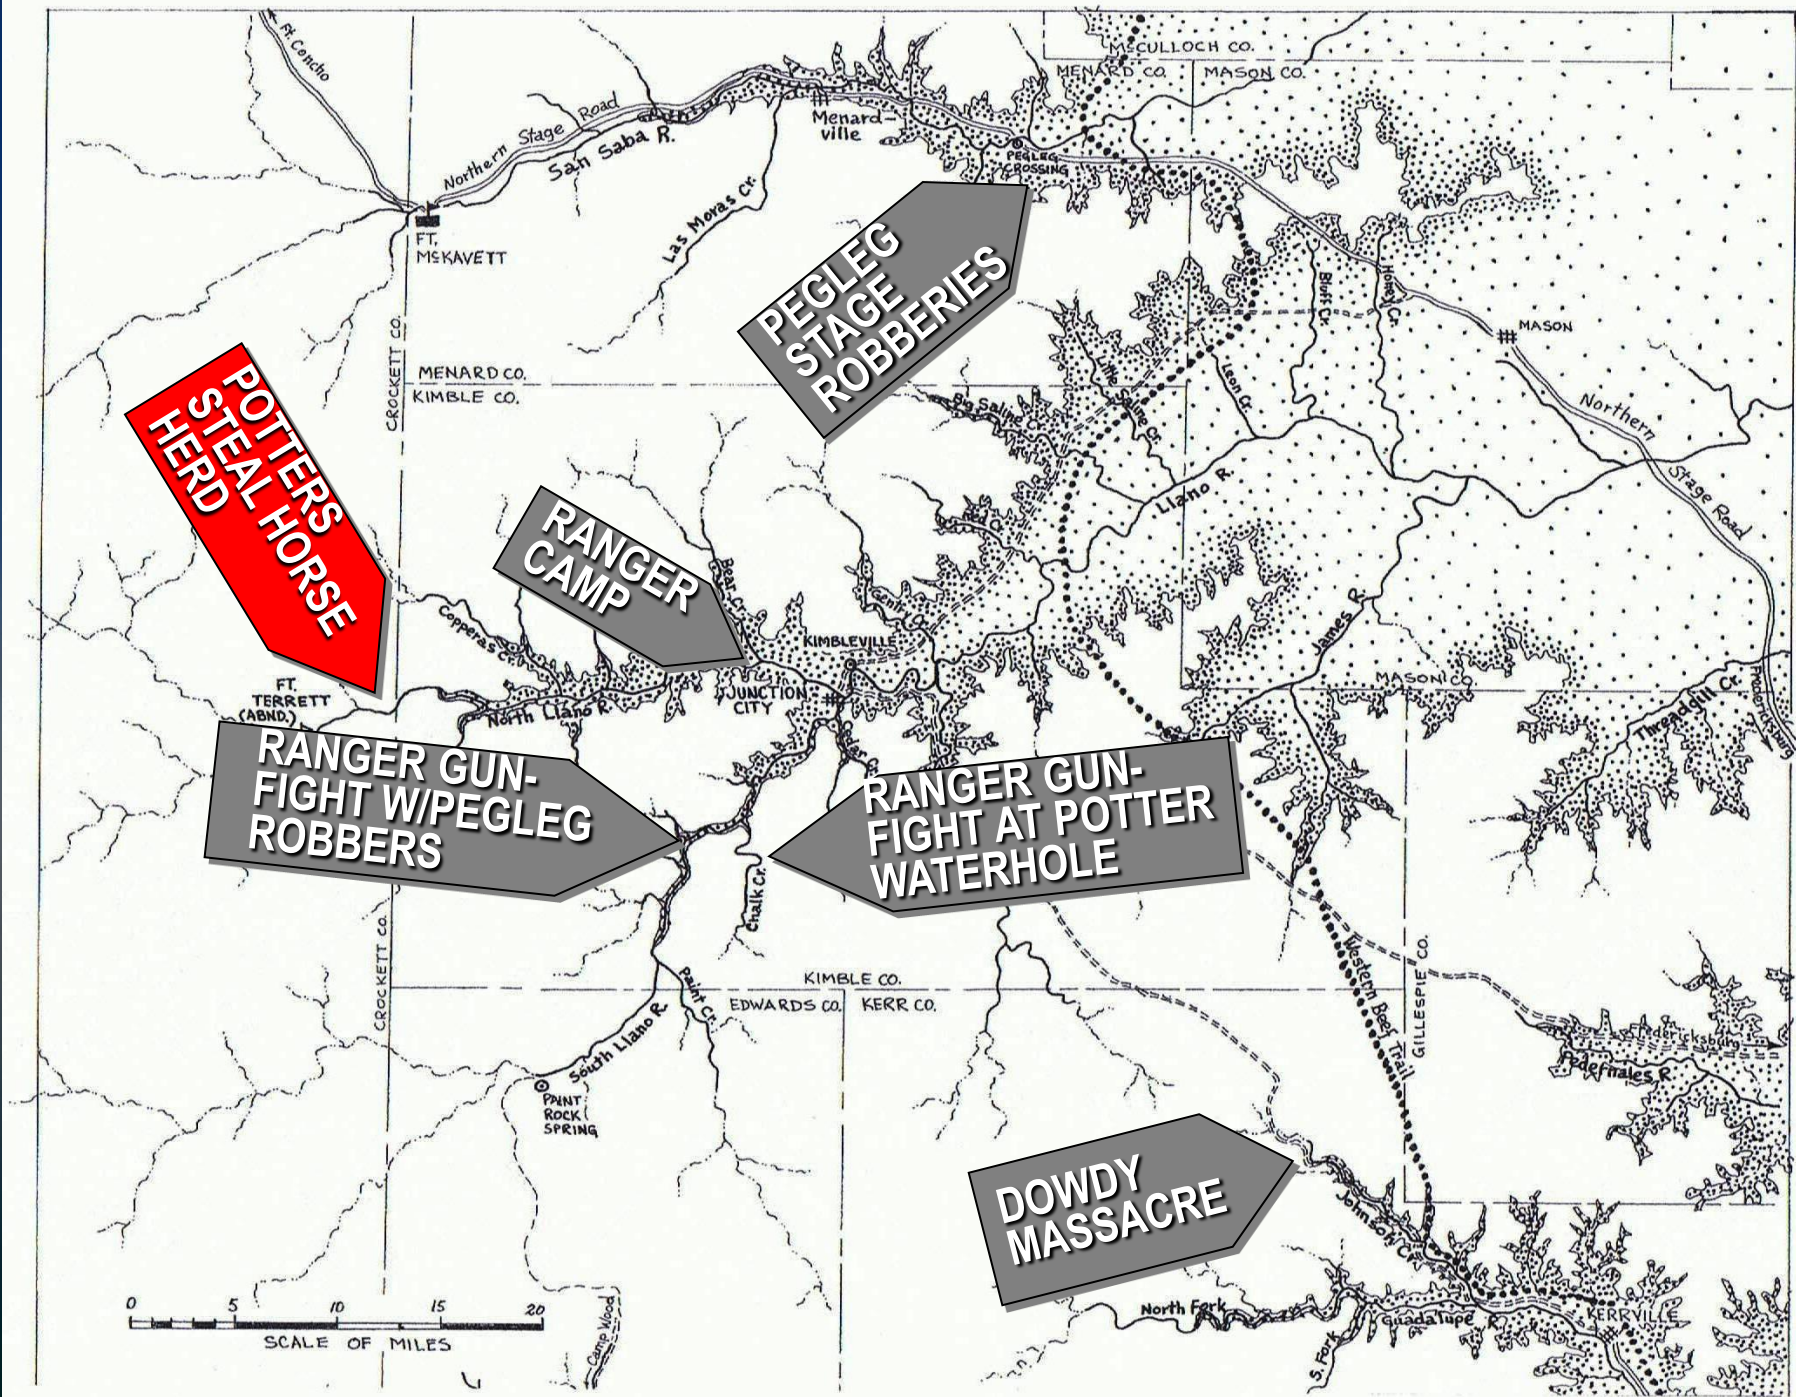 Ft. Concho
McCULLOCH CO.
MENARD CO.
MASON CO.
Northern Stage Road
San Saba R.
Menard-
ville
PEGLEG
CROSSING
FT.
McKAVETT
Las Moras Cr.
PEGLEG
STAGE
ROBBERIES
Bluff Cr.
Honey Cr.
MASON
CROCKETT CO.
MENARD CO.
KIMBLE CO.
Big Saline Cr.
Little Saline Cr.
Leon Cr.
Northern
Stage Road
POTTERS
STEAL HORSE
HERD
Llano R.
RANGER
CAMP
Bear Cr.
Gentry Cr.
Copperas Cr.
KIMBLEVILLE
James R.
MASON CO.
Threadgill Cr.
Fredericksburg
FT.
TERRETT
(ABND.)
North Llano R.
JUNCTION
CITY
RANGER GUN-
FIGHT W/PEGLEG
ROBBERS
RANGER GUN-
FIGHT AT POTTER
WATERHOLE
Chalk Cr.
CROCKETT CO.
KIMBLE CO.
EDWARDS CO.
KERR CO.
Paint Cr.
South Llano R.
Western Beef Trail
GILLESPIE CO.
Fredericksburg
Pedernales R.
PAINT
ROCK
SPRING
DOWDY
MASSACRE
Johnson Cr.
North Fork
Guadalupe R.
KERRVILLE
S. Fork
Camp Wood
0 5 10 15 20
SCALE OF MILES